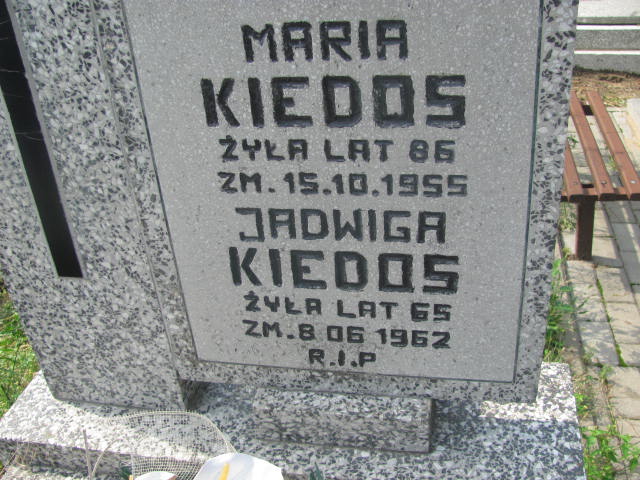 MARIA
KIEDOS
ŻYŁA LAT 86
ZM. 15.10.1955
JADWIGA
KIEDOS
ŻYŁA LAT 65
ZM. 8 06 1962
R.I.P